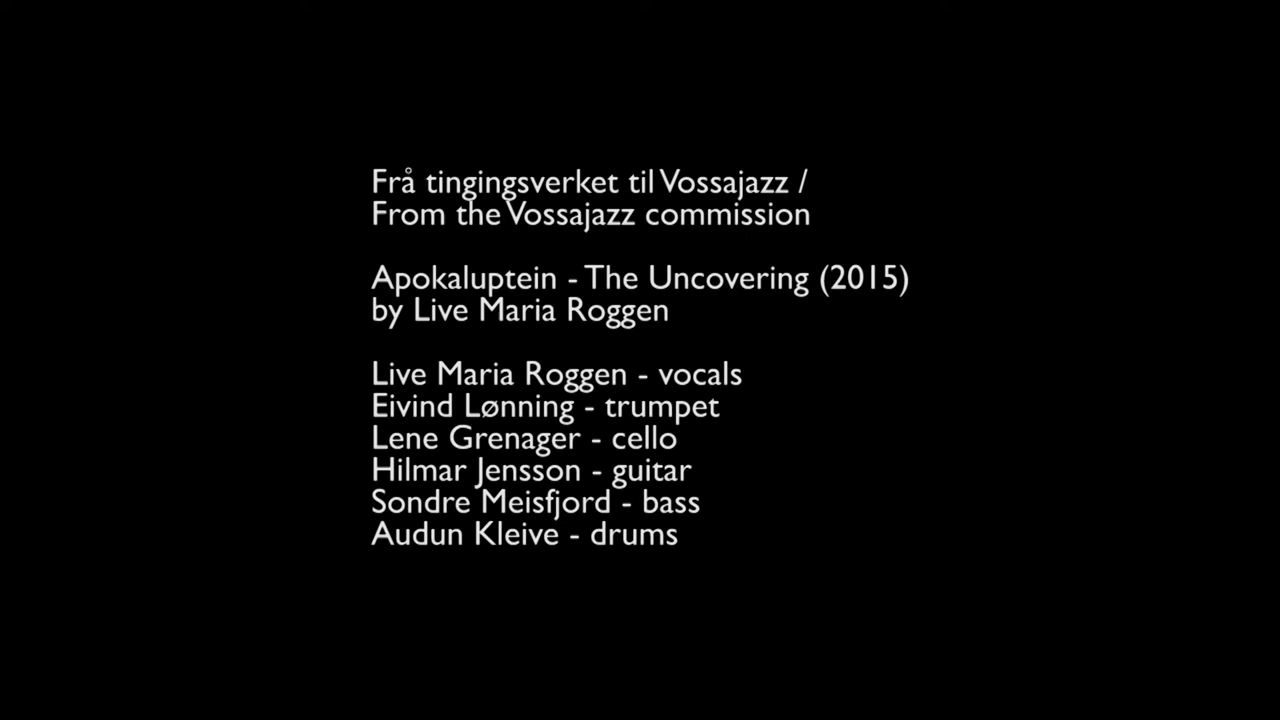 Frå tingingsverket til Vossajazz /
From the Vossajazz commission
Apokaluptein - The Uncovering (2015)
by Live Maria Roggen
Live Maria Roggen - vocals
Eivind Lønning - trumpet
Lene Grenager - cello
Hilmar Jensson - guitar
Sondre Meisfjord - bass
Audun Kleive - drums